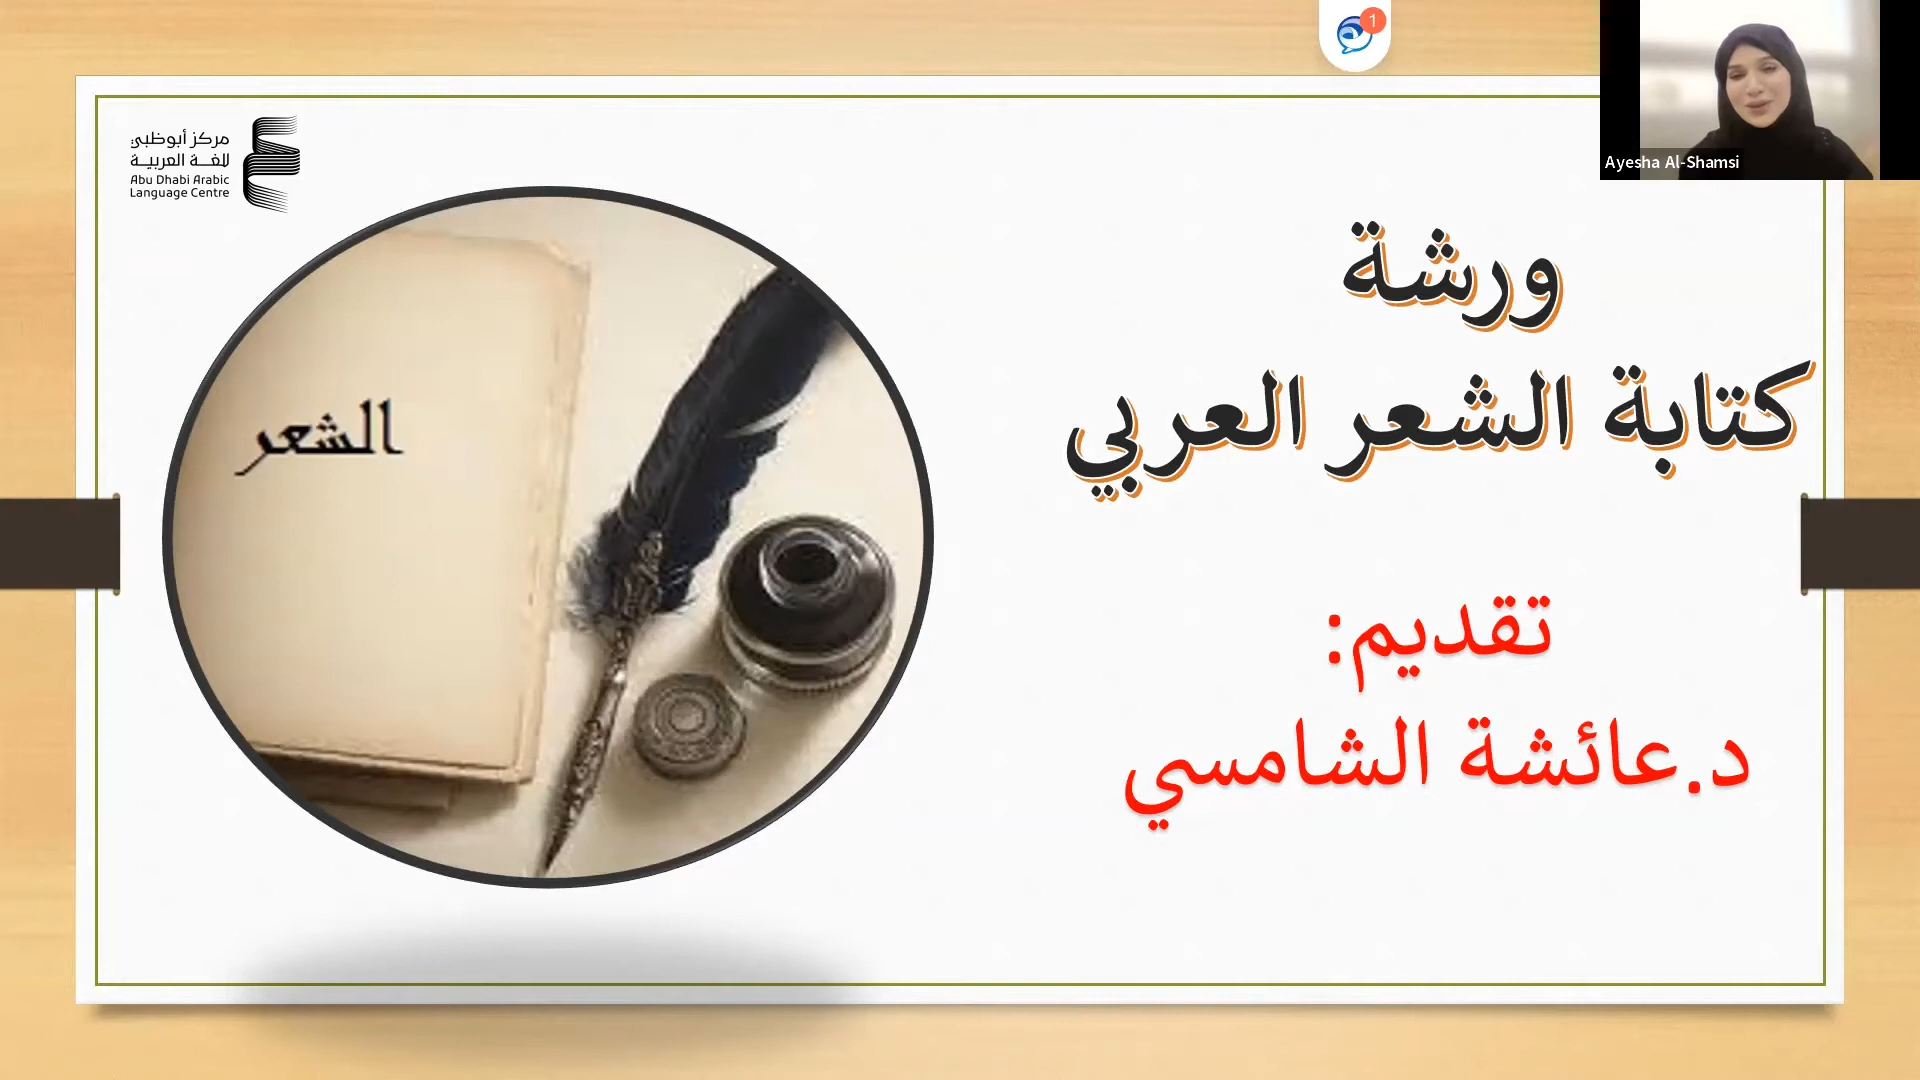 1
Ayesha Al-Shamsi
مركز أبوظبي
للغة العربية
Abu Dhabi Arabic
Language Centre
ورشة
كتابة الشعر العربي
الشعر
تقديم:
د.عائشة الشامسي